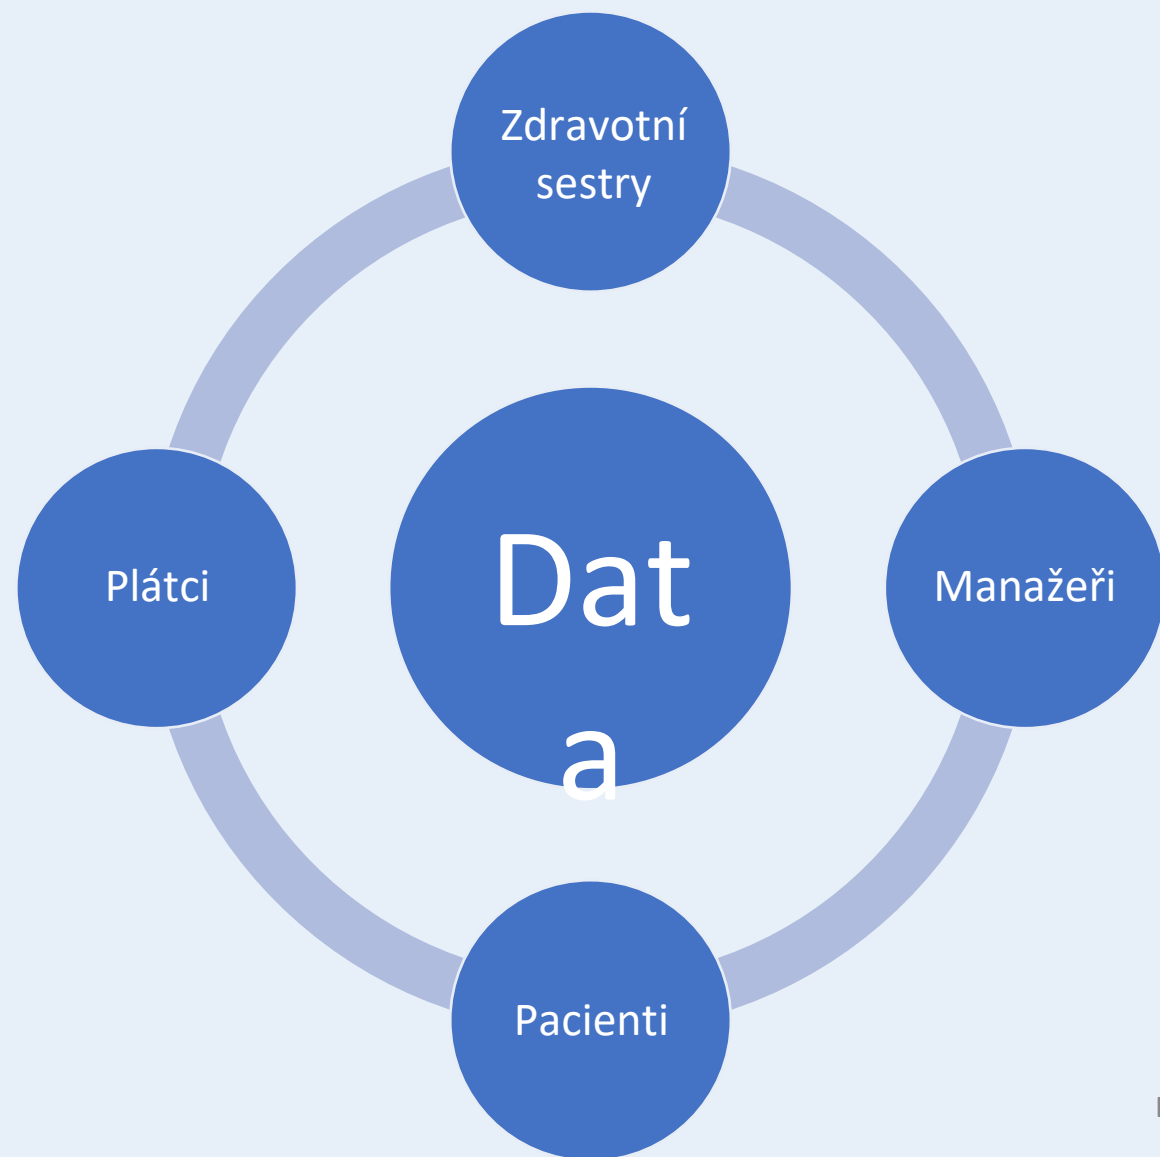 Zdravotní
sestry
Plátci
Dat
a
Manažeři
Pacienti